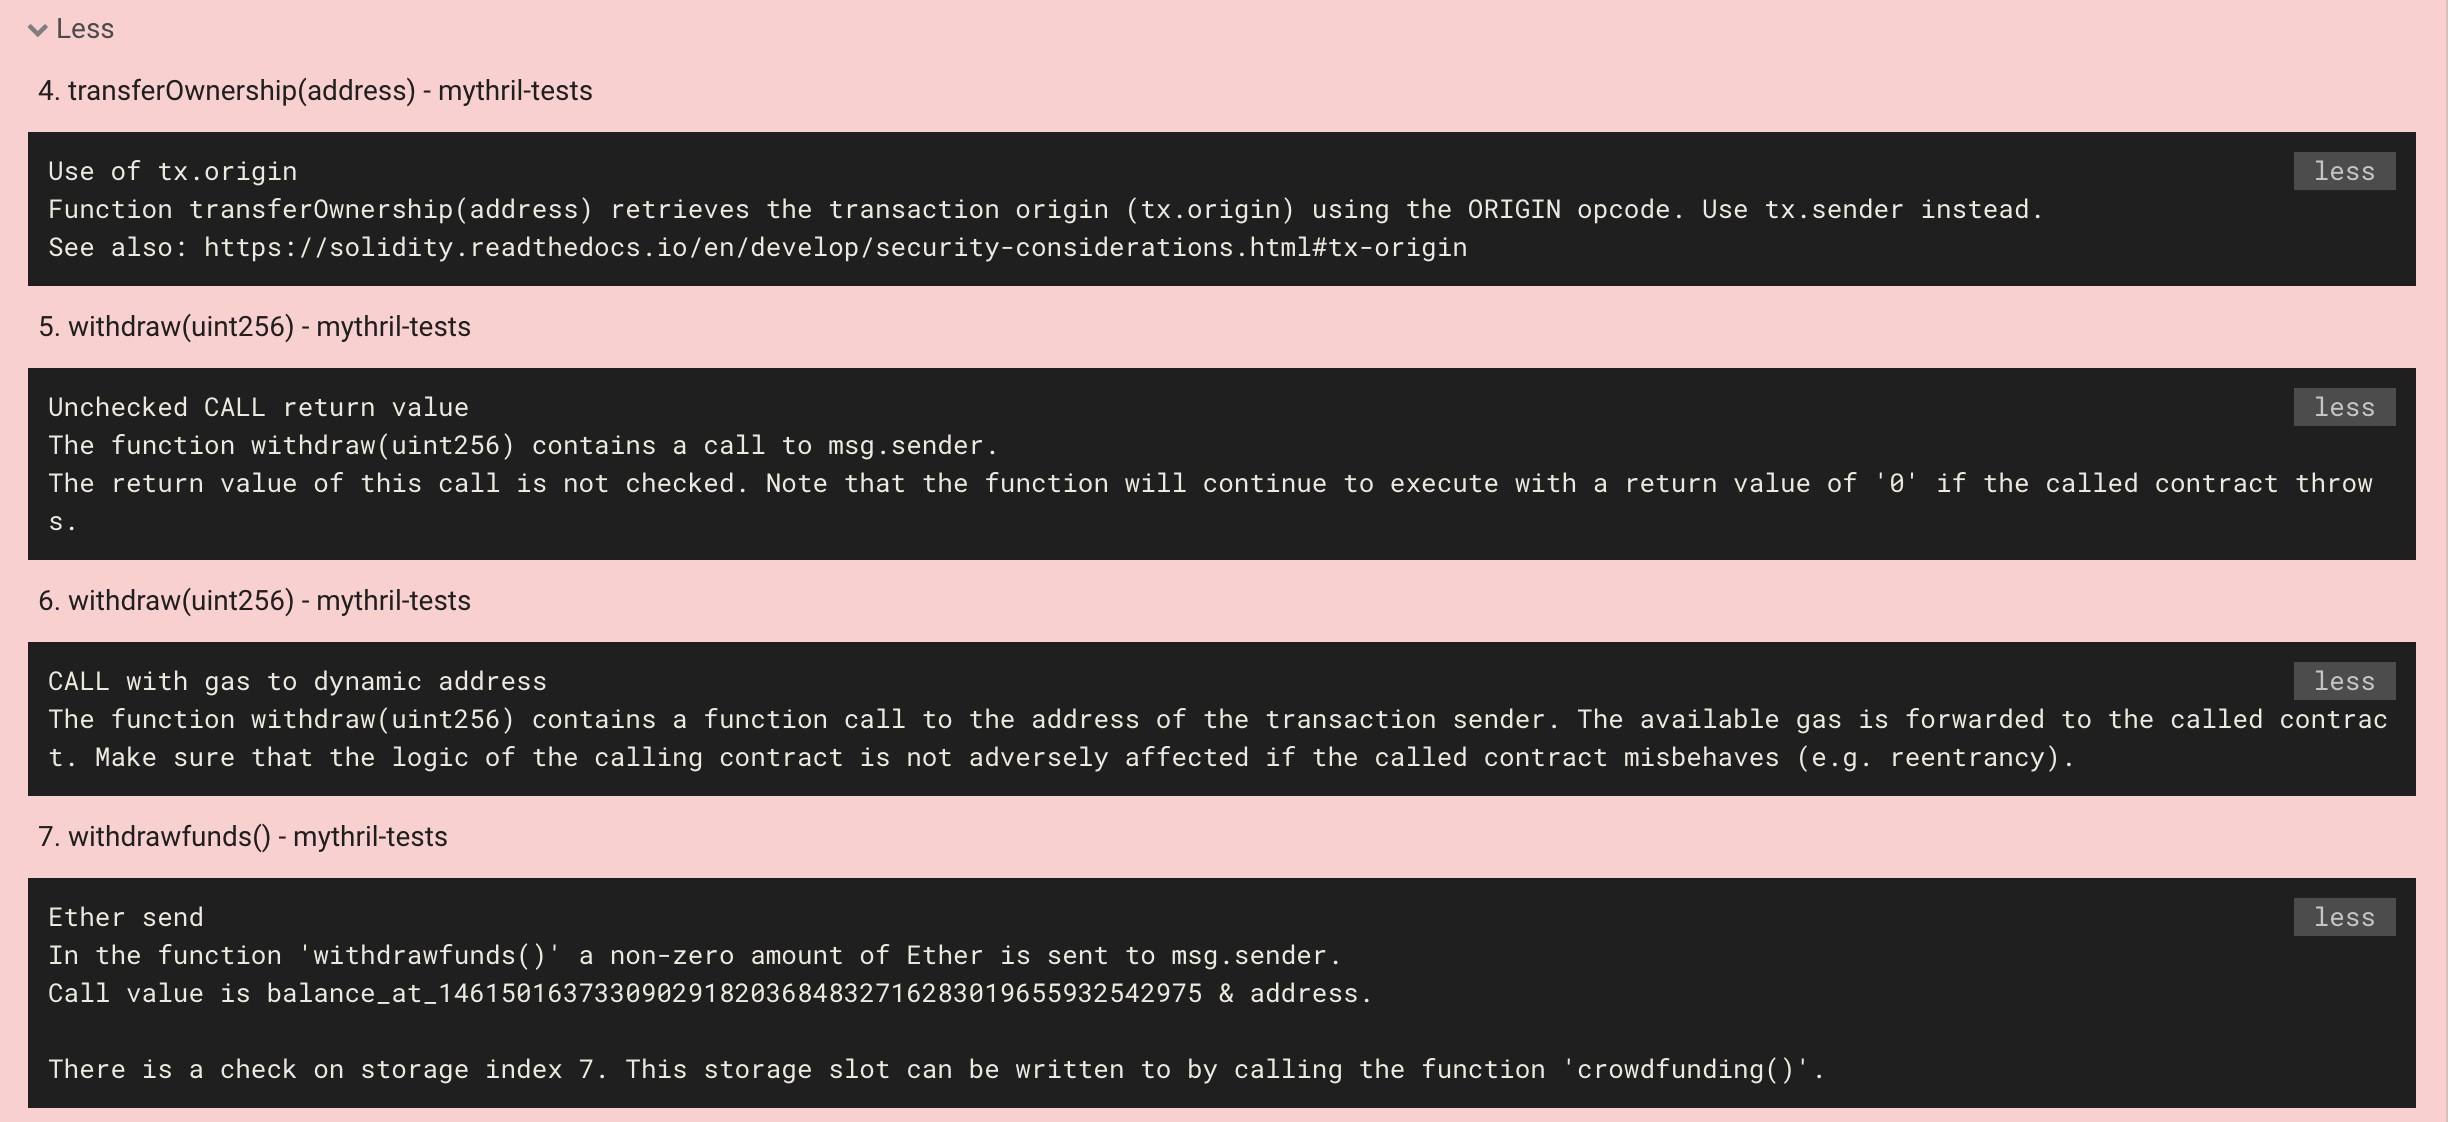 Less
4. transferOwnership(address) - mythril-tests
less
Use of tx.origin
Function transferOwnership(address) retrieves the transaction origin (tx.origin) using the ORIGIN opcode. Use tx.sender instead.
See also: https://solidity.readthedocs.io/en/develop/security-considerations.html#tx-origin
5. withdraw(uint256) - mythril-tests
less
Unchecked CALL return value
The function withdraw(uint256) contains a call to msg.sender.
The return value of this call is not checked. Note that the function will continue to execute with a return value of '0' if the called contract throw
s.
6. withdraw(uint256) - mythril-tests
less
CALL with gas to dynamic address
The function withdraw(uint256) contains a function call to the address of the transaction sender. The available gas is forwarded to the called contrac
t. Make sure that the logic of the calling contract is not adversely affected if the called contract misbehaves (e.g. reentrancy).
7. withdrawfunds() - mythril-tests
less
Ether send
In the function 'withdrawfunds()' a non-zero amount of Ether is sent to msg.sender.
Call value is balance_at_1461501637330902918203684832716283019655932542975 & address.
There is a check on storage index 7. This storage slot can be written to by calling the function 'crowdfunding()'.